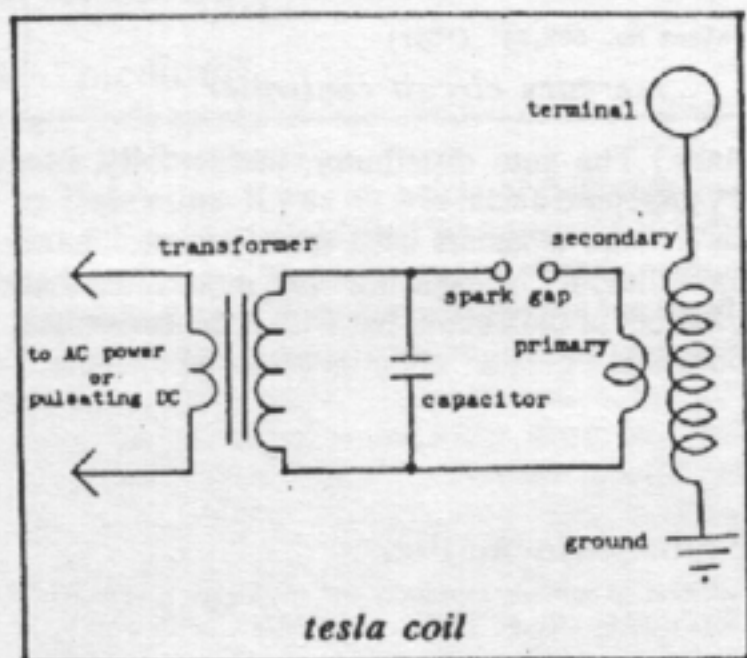 terminal
secondary
transformer
spark gap
primary
to AC power
or
pulsating DC
capacitor
ground
tesla coil